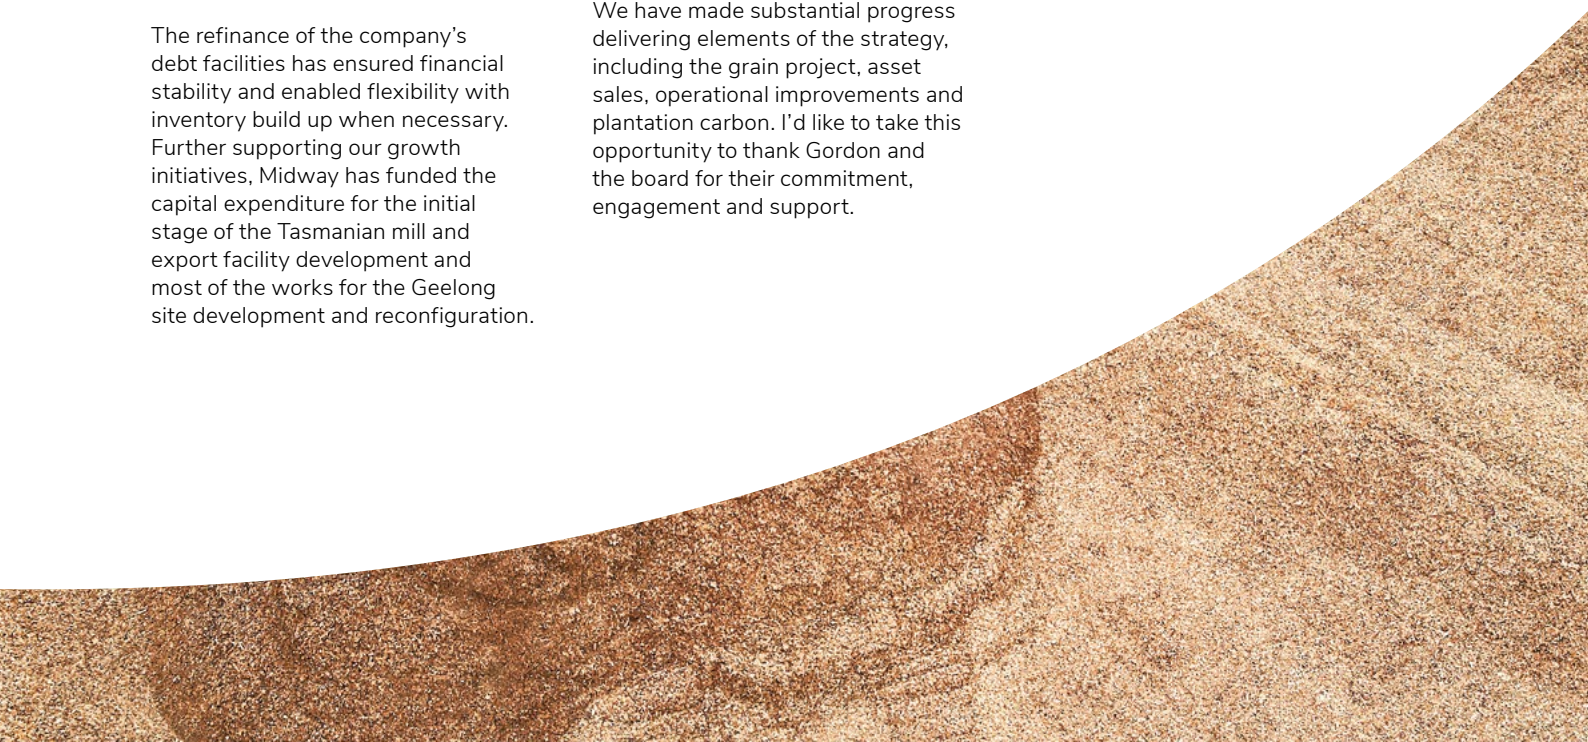 The refinance of the company’s
debt facilities has ensured financial
stability and enabled flexibility with
inventory build up when necessary.
Further supporting our growth
initiatives, Midway has funded the
capital expenditure for the initial
stage of the Tasmanian mill and
export facility development and
most of the works for the Geelong
site development and reconfiguration.
We have made substantial progress
delivering elements of the strategy,
including the grain project, asset
sales, operational improvements and
plantation carbon. I’d like to take this
opportunity to thank Gordon and
the board for their commitment,
engagement and support.